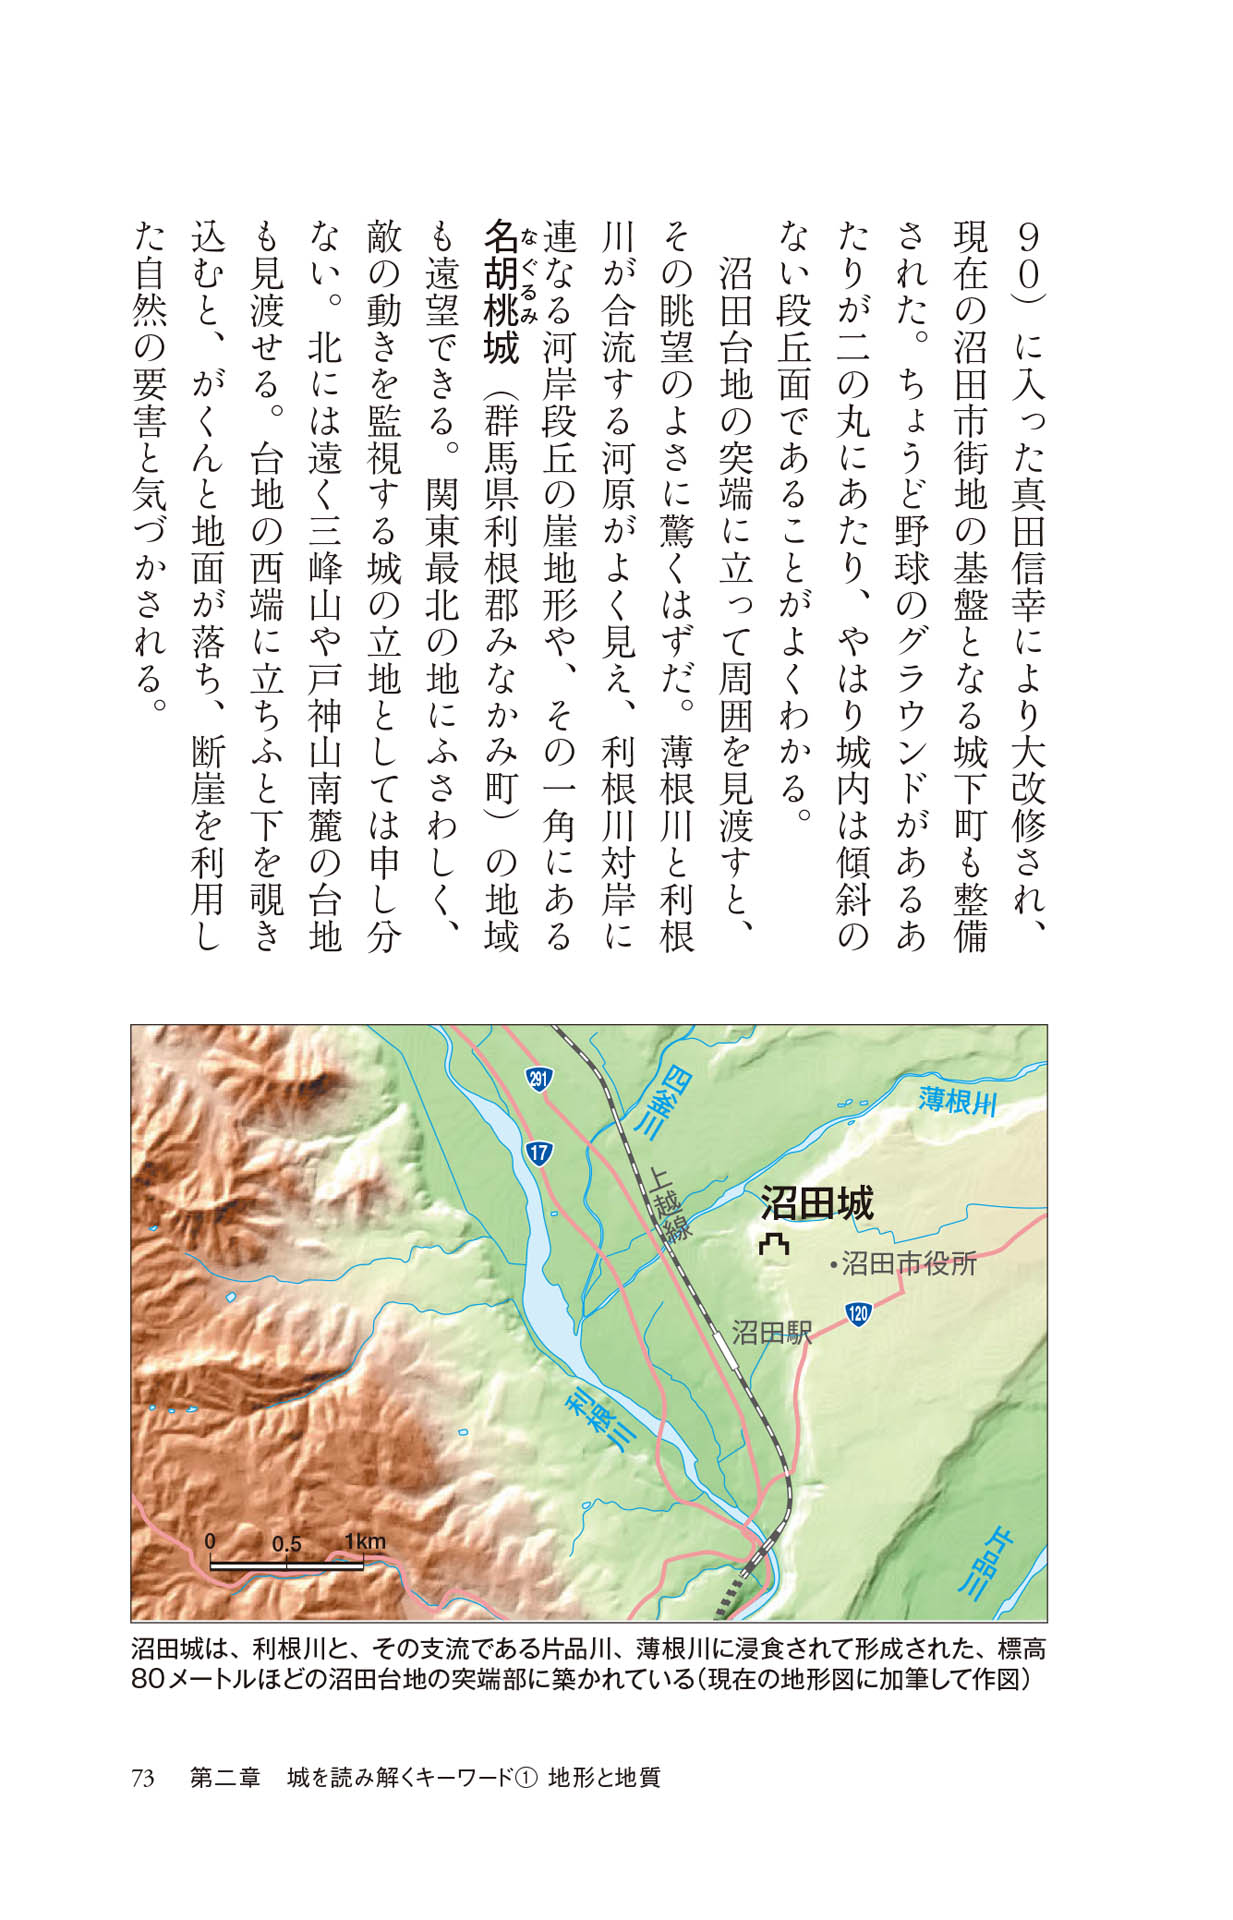 90）に入った真田信幸により大改修され、
現在の沼田市街地の基盤となる城下町も整備
された。ちょうど野球のグラウンドがあるあ
たりが二の丸にあたり、やはり城内は傾斜の
ない段丘面であることがよくわかる。
沼田台地の突端に立って周囲を見渡すと、
その眺望のよさに驚くはずだ。薄根川と利根
川が合流する河原がよく見え、利根川対岸に
連なる河岸段丘の崖地形や、その一角にある
名胡桃城（群馬県利根郡みなかみ町）の地域
なぐるみ
も遠望できる。関東最北の地にふさわしく、
敵の動きを監視する城の立地としては申し分
ない。北には遠く三峰山や戸神山南麓の台地
も見渡せる。台地の西端に立ちふと下を覗き
込むと、がくんと地面が落ち、断崖を利用し
た自然の要害と気づかされる。
291
四釜川
薄根川
17
上越線
沼田城
沼田市役所
120
沼田駅
利根川
片品川
0 0.5 1km
沼田城は、利根川と、その支流である片品川、薄根川に浸食されて形成された、標高
80メートルほどの沼田台地の突端部に築かれている（現在の地形図に加筆して作図）
73 第二章 城を読み解くキーワード① 地形と地質